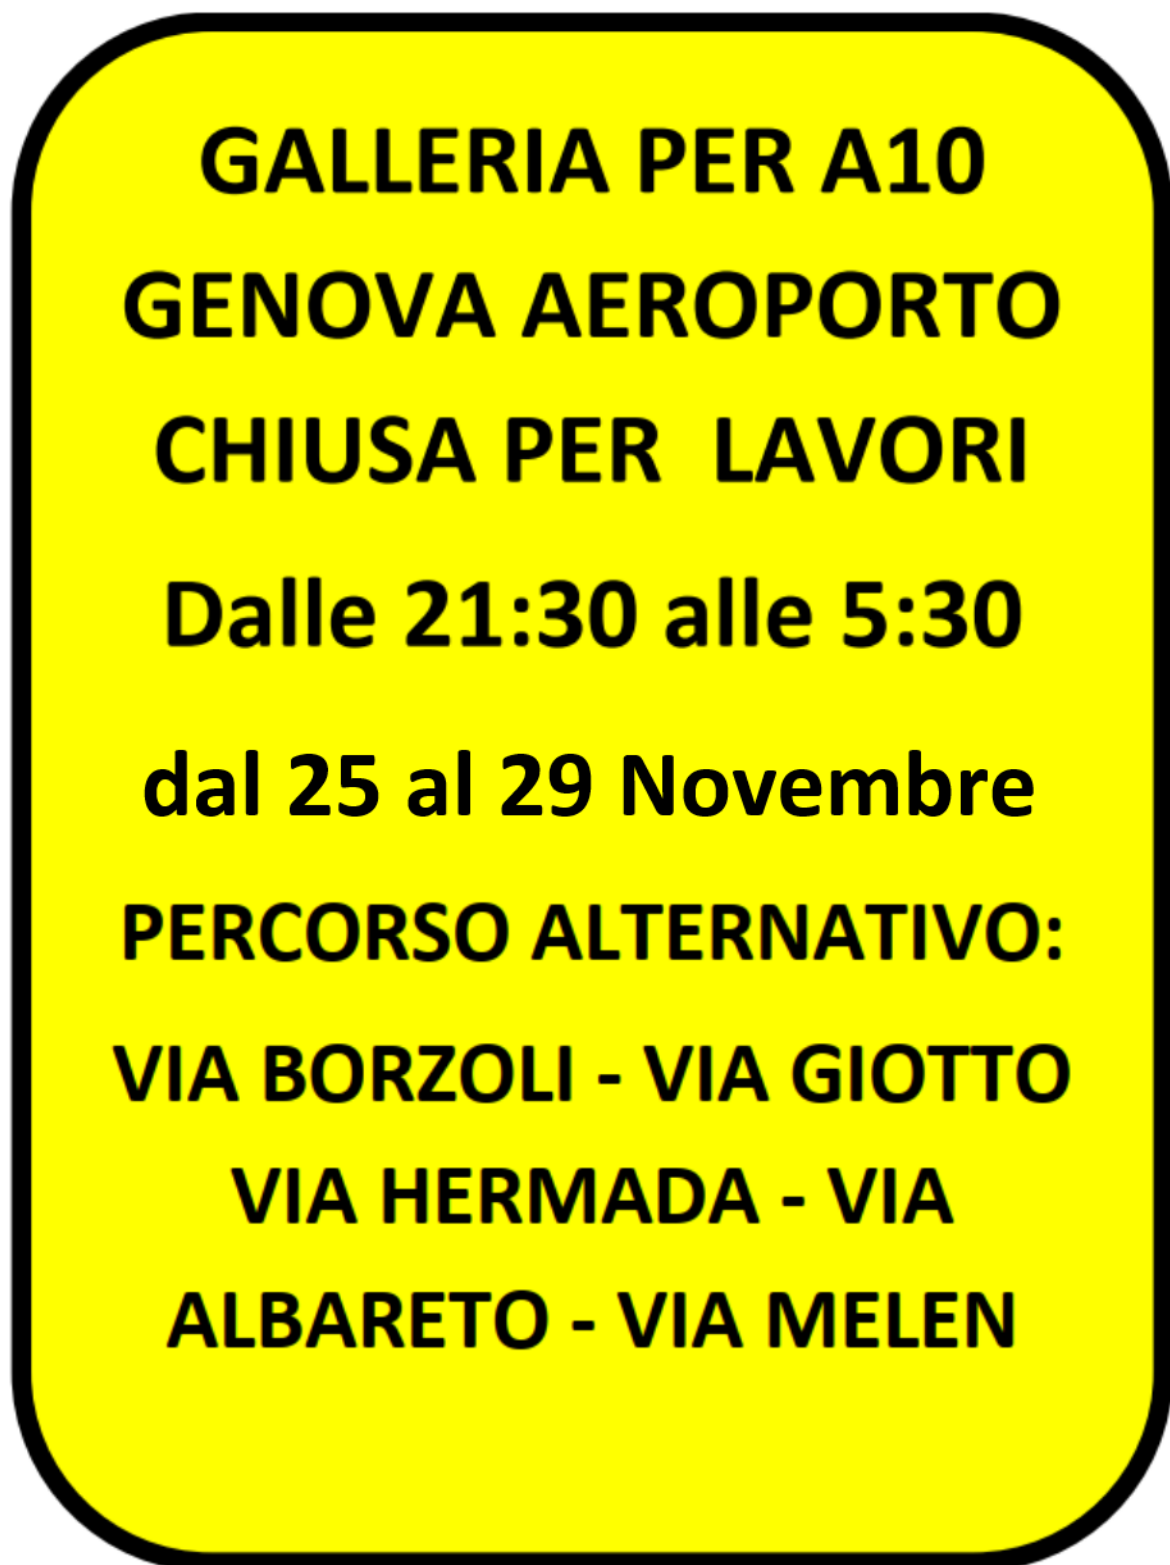 GALLERIA PER A10
GENOVA AEROPORTO
CHIUSA PER  LAVORI
Dalle 21:30 alle 5:30
dal 25 al 29 Novembre
PERCORSO ALTERNATIVO:
VIA BORZOLI - VIA GIOTTO
VIA HERMADA - VIA
ALBARETO - VIA MELEN